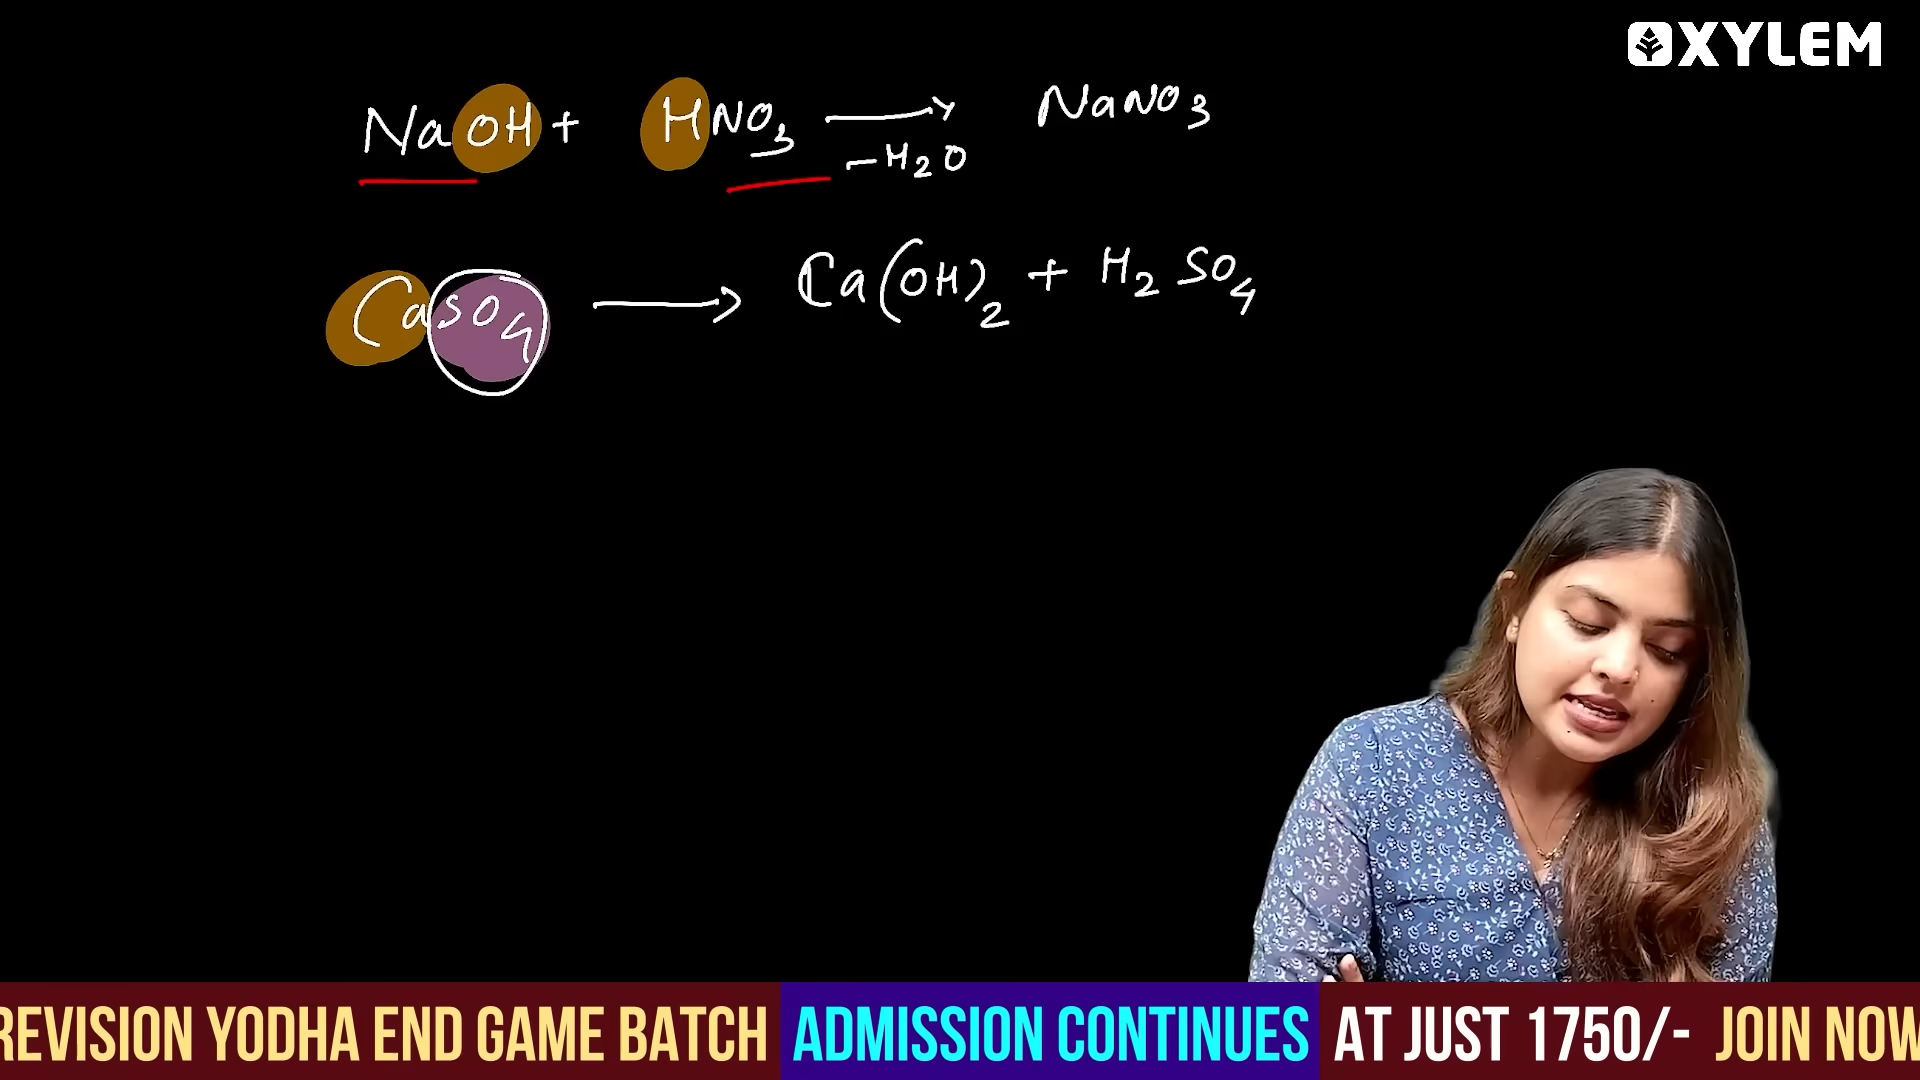 XYLEM
NaOH + HNO₃ ⟶ NaNO₃
-H₂O
CaSO₄ ⟶ Ca(OH)₂ + H₂SO₄
REVISION YODHA END GAME BATCH ADMISSION CONTINUES AT JUST 1750/- JOIN NOW